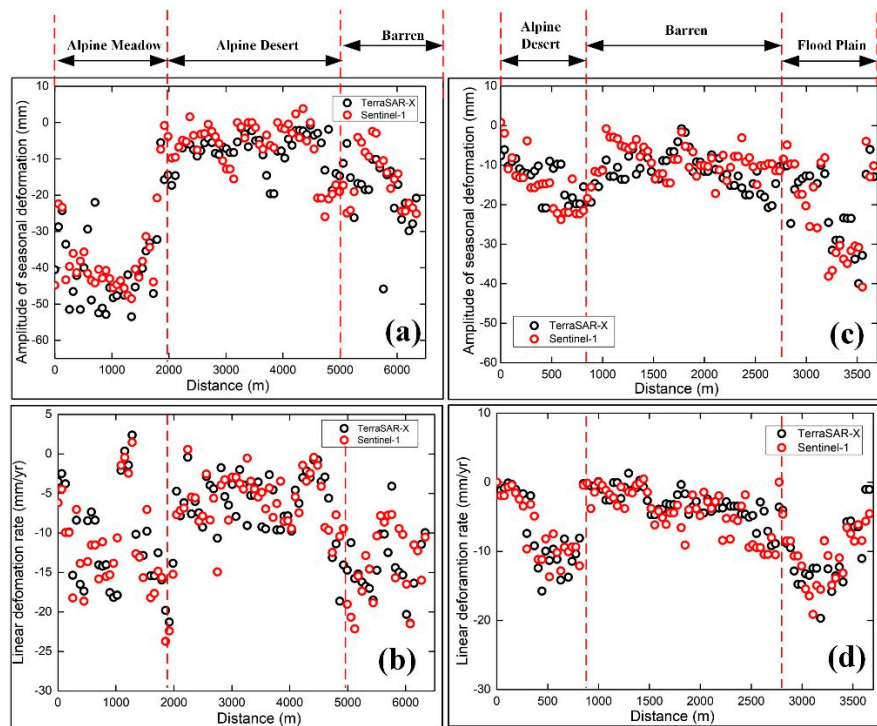 Alpine Meadow
Alpine Desert
Barren
Alpine
Desert
Barren
Flood Plain
Amplitude of seasonal deformation (mm)
10
0
-10
-20
-30
-40
-50
-60
TerraSAR-X
Sentinel-1
(a)
0
1000
2000
3000
4000
5000
6000
Distance (m)
Amplitude of seasonal deformation (mm)
10
0
-10
-20
-30
-40
-50
-60
TerraSAR-X
Sentinel-1
(c)
0
500
1000
1500
2000
2500
3000
3500
Distance (m)
Linear deformation rate (mm/yr)
5
0
-5
-10
-15
-20
-25
-30
TerraSAR-X
Sentinel-1
(b)
0
1000
2000
3000
4000
5000
6000
Distance (m)
Linear deforamtion rate (mm/yr)
10
0
-10
-20
-30
TerraSAR-X
Sentinel-1
(d)
0
500
1000
1500
2000
2500
3000
3500
Distance (m)